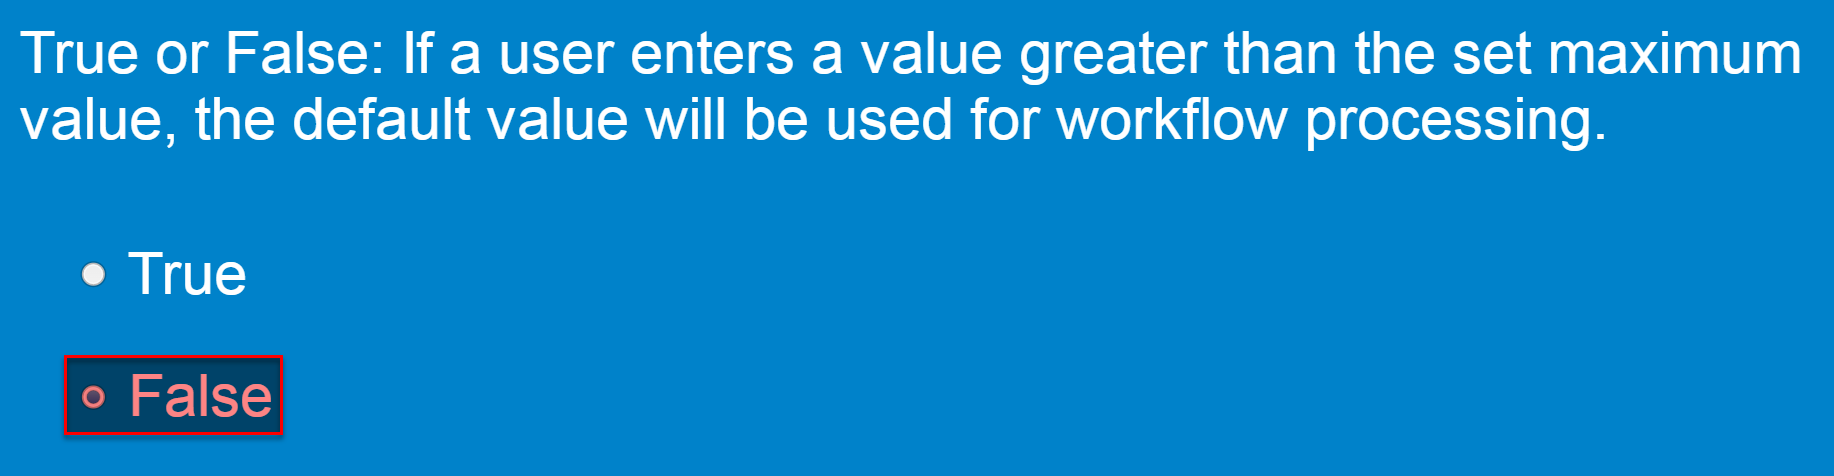 True or False: If a user enters a value greater than the set maximum
value, the default value will be used for workflow processing.
True
False